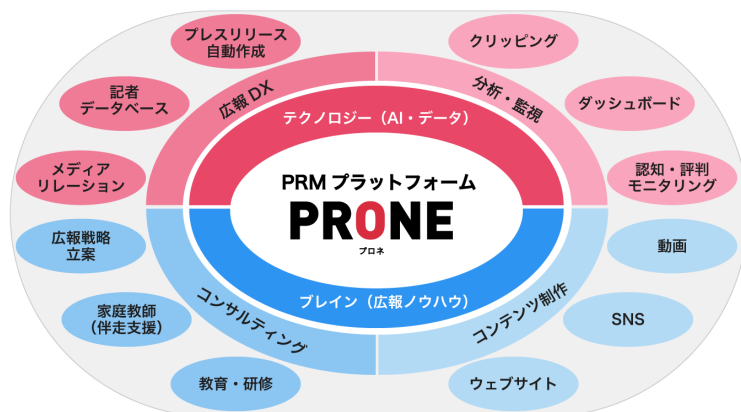 プレスリリース
自動作成
クリッピング
記者
データベース
広報 DX
分析・監視
ダッシュボード
テクノロジー（AI・データ）
メディア
リレーション
認知・評判
モニタリング
PRM プラットフォーム
PRONE
プロネ
広報戦略
立案
動画
ブレイン（広報ノウハウ）
家庭教師
（伴走支援）
コンサルティング
コンテンツ制作
SNS
教育・研修
ウェブサイト